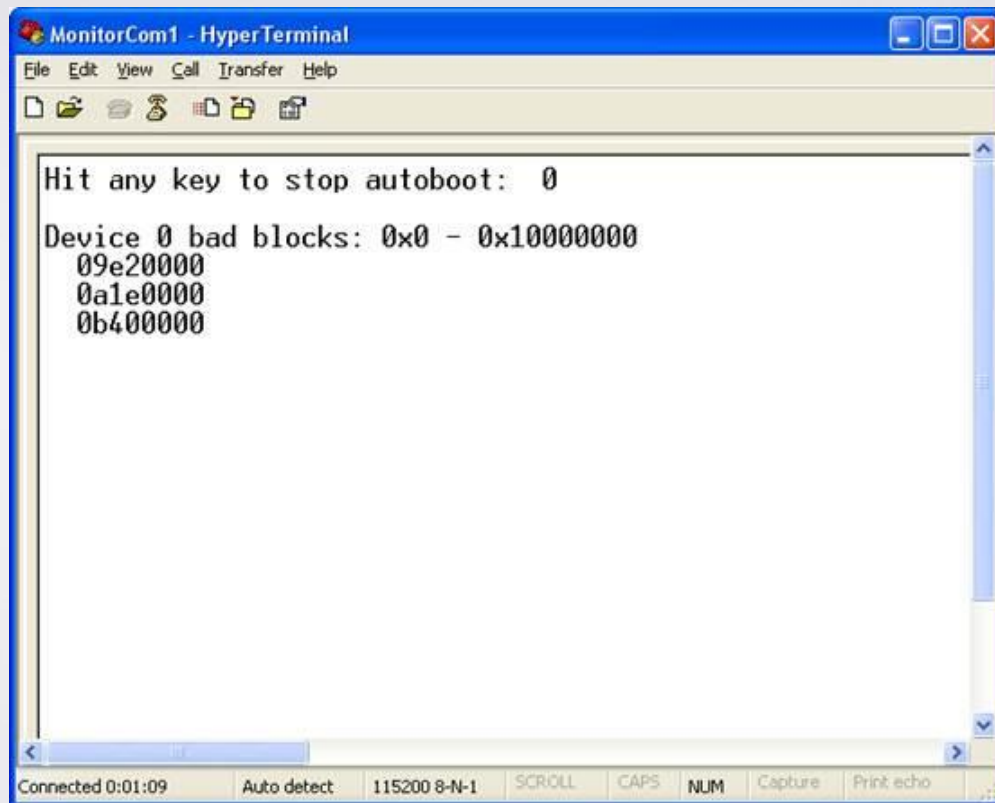 MonitorCom1 - HyperTerminal
File Edit View Call Transfer Help
Hit any key to stop autoboot:  0
Device 0 bad blocks: 0x0 - 0x10000000
09e20000
0a1e0000
0b400000
Connected 0:01:09 Auto detect 115200 8-N-1 SCROLL CAPS NUM Capture Print echo